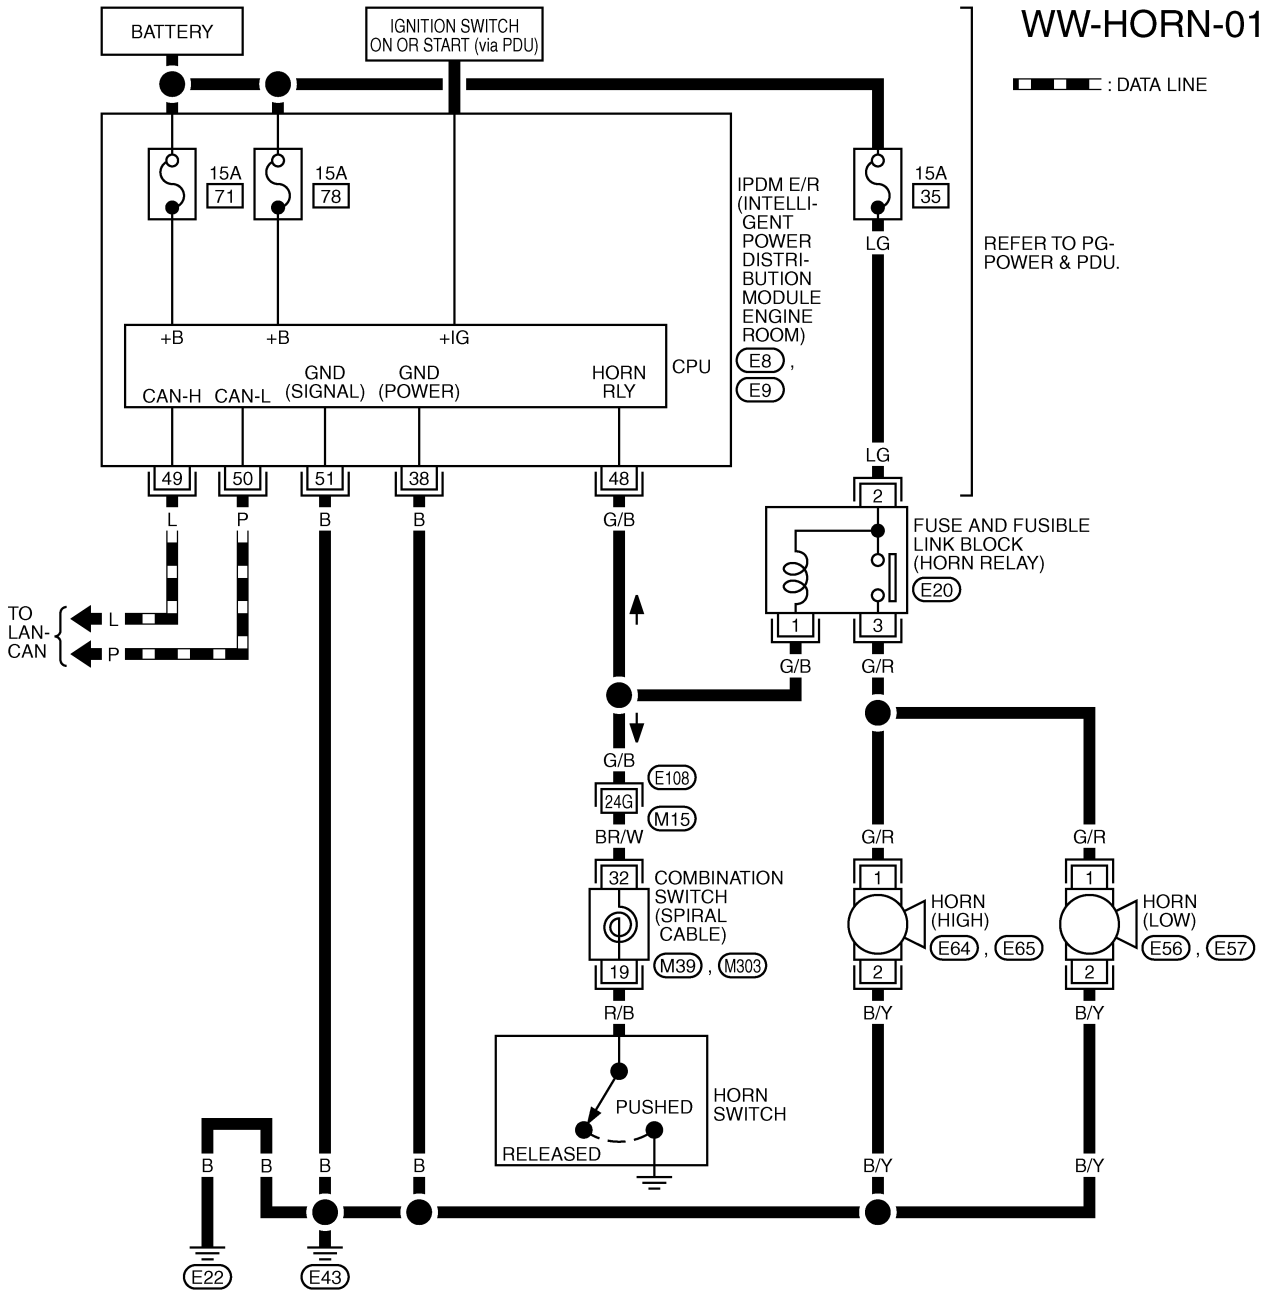 WW-HORN-01
: DATA LINE
BATTERY
IGNITION SWITCH
ON OR START (via PDU)
15A
71
15A
78
15A
35
LG
REFER TO PG-
POWER & PDU.
IPDM E/R
(INTELLI-
GENT
POWER
DISTRI-
BUTION
MODULE
ENGINE
ROOM)
E8 ,
E9
+B
+B
+IG
CPU
CAN-H
CAN-L
GND
(SIGNAL)
GND
(POWER)
HORN
RLY
49
50
51
38
48
L
P
B
B
G/B
LG
2
FUSE AND FUSIBLE
LINK BLOCK
(HORN RELAY)
E20
1
3
G/B
G/R
TO
LAN-
CAN
L
P
G/B
E108
24G
M15
BR/W
32
COMBINATION
SWITCH
(SPIRAL
CABLE)
M39 , M303
19
R/B
G/R
1
HORN
(HIGH)
E64 , E65
2
B/Y
G/R
1
HORN
(LOW)
E56 , E57
2
B/Y
PUSHED
RELEASED
HORN
SWITCH
B
B
B
B
B/Y
B/Y
E22
E43